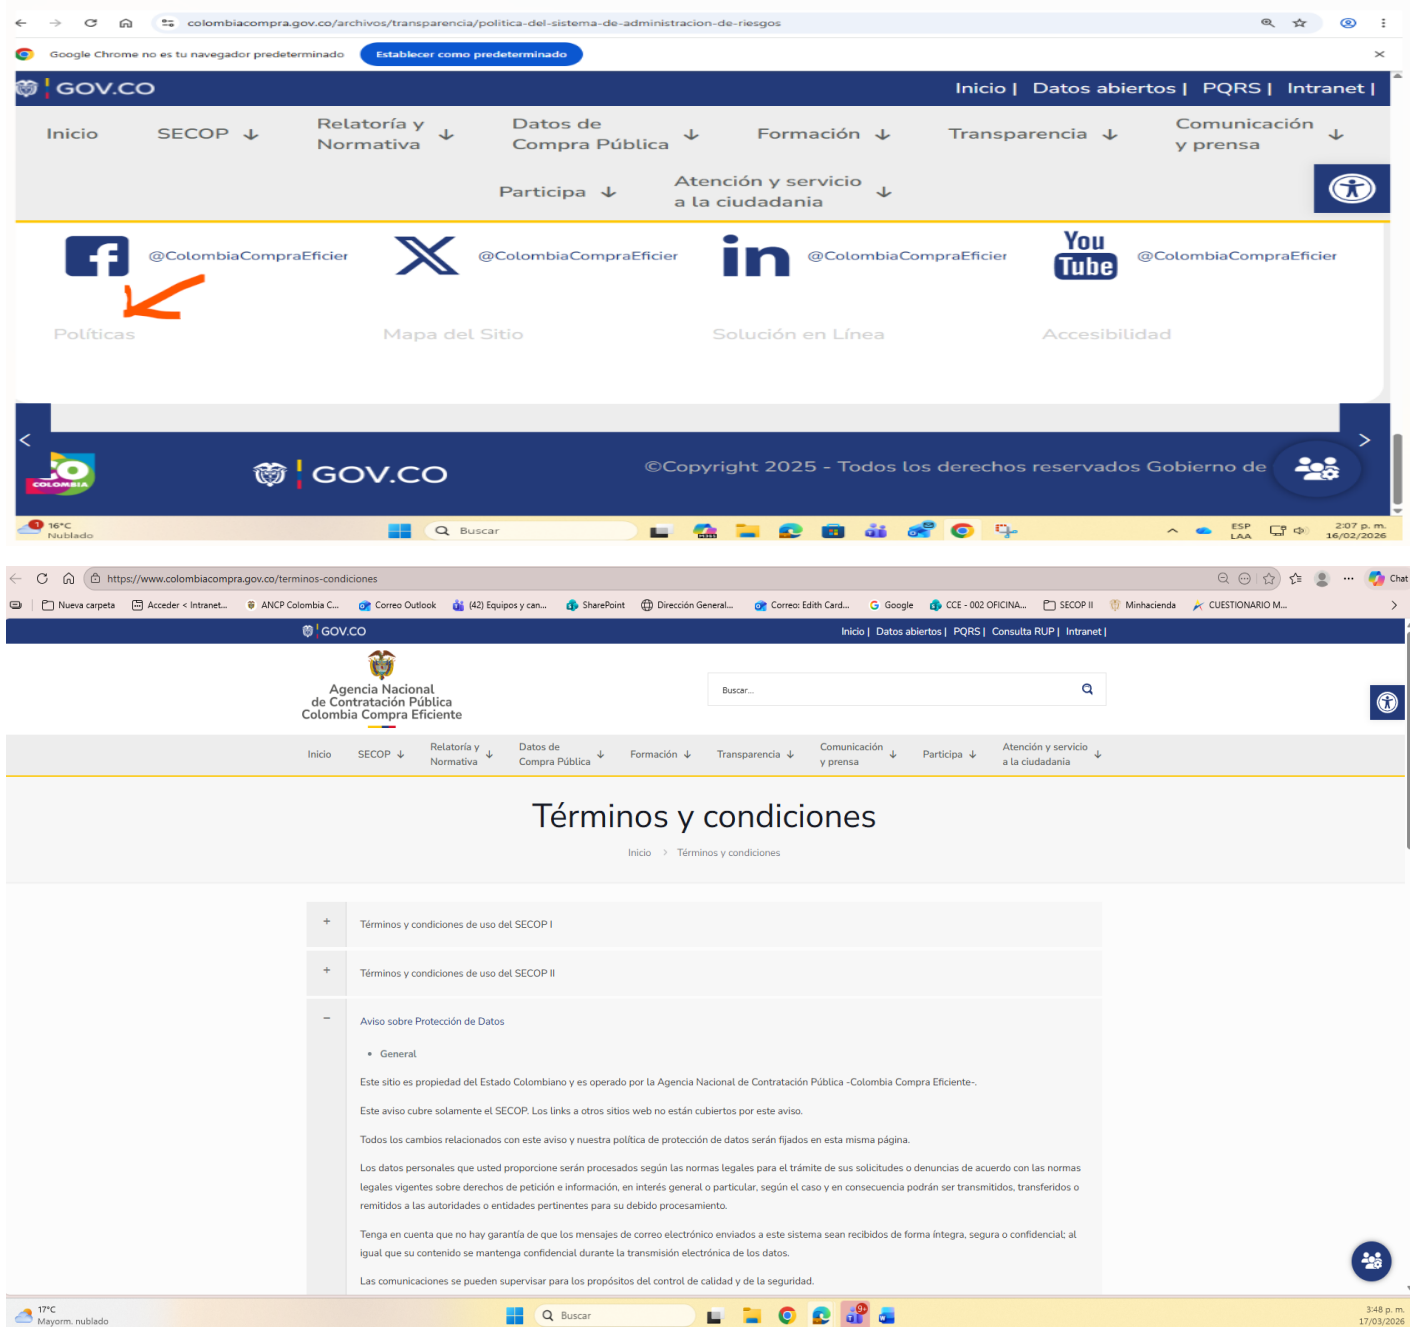 colombiacompra.gov.co/archivos/transparencia/politica-del-sistema-de-administracion-de-riesgos
Google Chrome no es tu navegador predeterminado Establecer como predeterminado
GOV.CO Inicio | Datos abiertos | PQRS | Intranet |
Inicio SECOP Relatoría y Normativa Datos de Compra Pública Formación Transparencia Comunicación y prensa
Participa Atención y servicio a la ciudadania
@ColombiaCompraEficier @ColombiaCompraEficier in @ColombiaCompraEficier You Tube @ColombiaCompraEficier
Políticas Mapa del Sitio Solución en Línea Accesibilidad
CO COLOMBIA GOV.CO ©Copyright 2025 - Todos los derechos reservados Gobierno de
1 16°C Buscar ESP 2:07 p. m.
Nublado LAA 16/02/2026
https://www.colombiacompra.gov.co/terminos-condiciones Chat
Nueva carpeta Acceder < Intranet... ANCP Colombia C... Correo Outlook (42) Equipos y can... SharePoint Dirección General... Correo: Edith Card... Google CCE - 002 OFICINA... SECOP II Minhacienda CUESTIONARIO M...
GOV.CO Inicio | Datos abiertos | PQRS | Consulta RUP | Intranet |
Agencia Nacional
de Contratación Pública
Colombia Compra Eficiente
Buscar...
Inicio SECOP Relatoría y Normativa Datos de Compra Pública Formación Transparencia Comunicación y prensa Participa Atención y servicio a la ciudadania
Términos y condiciones
Inicio > Términos y condiciones
+ Términos y condiciones de uso del SECOP I
+ Términos y condiciones de uso del SECOP II
− Aviso sobre Protección de Datos
• General
Este sitio es propiedad del Estado Colombiano y es operado por la Agencia Nacional de Contratación Pública -Colombia Compra Eficiente-.
Este aviso cubre solamente el SECOP. Los links a otros sitios web no están cubiertos por este aviso.
Todos los cambios relacionados con este aviso y nuestra política de protección de datos serán fijados en esta misma página.
Los datos personales que usted proporcione serán procesados según las normas legales para el trámite de sus solicitudes o denuncias de acuerdo con las normas
legales vigentes sobre derechos de petición e información, en interés general o particular, según el caso y en consecuencia podrán ser transmitidos, transferidos o
remitidos a las autoridades o entidades pertinentes para su debido procesamiento.
Tenga en cuenta que no hay garantía de que los mensajes de correo electrónico enviados a este sistema sean recibidos de forma íntegra, segura o confidencial; al
igual que su contenido se mantenga confidencial durante la transmisión electrónica de los datos.
Las comunicaciones se pueden supervisar para los propósitos del control de calidad y de la seguridad.
17°C Buscar 9+ 3:48 p. m.
Mayorm. nublado 17/03/2026